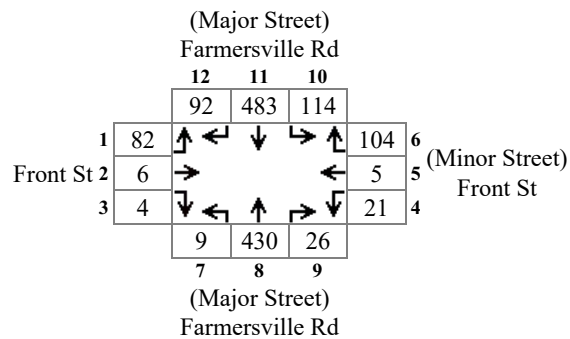 (Major Street)
Farmersville Rd
12 11 10
92 483 114
1 82 104 6
Front St 2 6 5 5 (Minor Street)
Front St
3 4 21 4
9 430 26
7 8 9
(Major Street)
Farmersville Rd